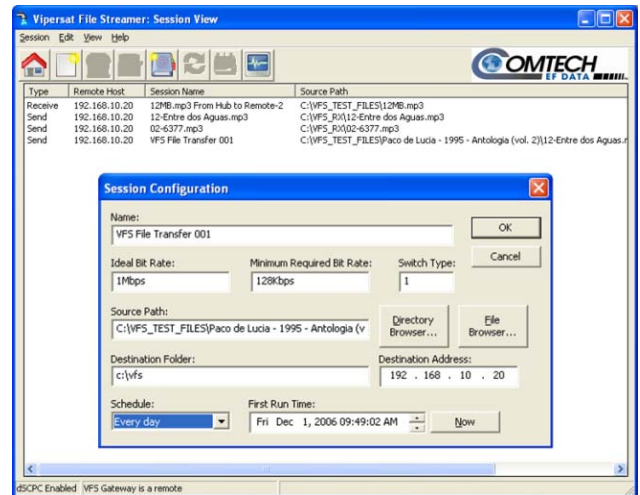 Vipersat File Streamer: Session View
Session Edit View Help
COMTECH
EF DATA
Type Remote Host Session Name Source Path
Receive 192.168.10.20 12MB.mp3 From Hub to Remote-2 C:\VFS_TEST_FILES\12MB.mp3
Send 192.168.10.20 12-Entre dos Aguas.mp3 C:\VFS_RX\12-Entre dos Aguas.mp3
Send 192.168.10.20 02-6377.mp3 C:\VFS_RX\02-6377.mp3
Send 192.168.10.20 VFS File Transfer 001 C:\VFS_TEST_FILES\Paco de Lucia - 1995 - Antologia (vol. 2)\12-Entre dos Aguas.r
Session Configuration
Name:
VFS File Transfer 001
OK
Cancel
Ideal Bit Rate: Minimum Required Bit Rate: Switch Type:
1Mbps 128Kbps 1
Source Path:
C:\VFS_TEST_FILES\Paco de Lucia - 1995 - Antologia (v
Directory Browser...
File Browser...
Destination Folder: Destination Address:
c:\vfs 192 . 168 . 10 . 20
Schedule: First Run Time:
Every day Fri Dec 1, 2006 09:49:02 AM Now
dSCPC Enabled VFS Gateway is a remote